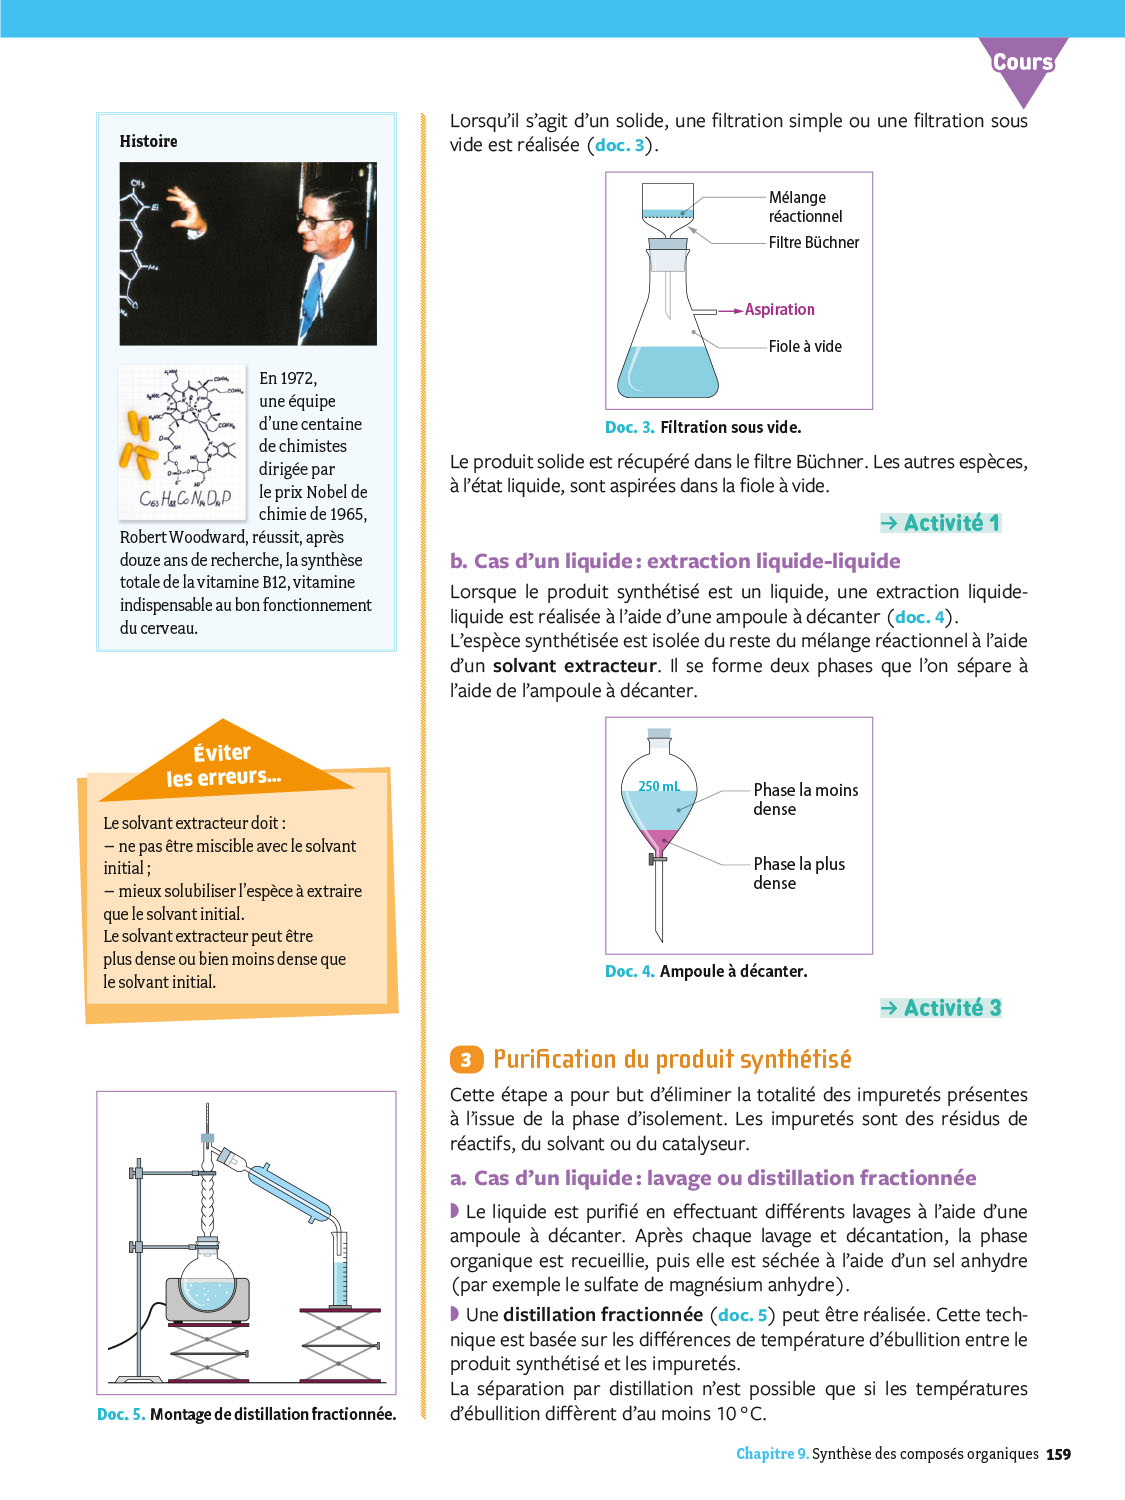 Cours
Histoire
En 1972,
une équipe
d’une centaine
de chimistes
dirigée par
le prix Nobel de
chimie de 1965,
Robert Woodward, réussit, après
douze ans de recherche, la synthèse
totale de la vitamine B12, vitamine
indispensable au bon fonctionnement
du cerveau.
Éviter
les erreurs...
Le solvant extracteur doit :
– ne pas être miscible avec le solvant
initial ;
– mieux solubiliser l’espèce à extraire
que le solvant initial.
Le solvant extracteur peut être
plus dense ou bien moins dense que
le solvant initial.
Doc. 5. Montage de distillation fractionnée.
Lorsqu’il s’agit d’un solide, une filtration simple ou une filtration sous
vide est réalisée (doc. 3).
Mélange
réactionnel
Filtre Büchner
Aspiration
Fiole à vide
Doc. 3. Filtration sous vide.
Le produit solide est récupéré dans le filtre Büchner. Les autres espèces,
à l’état liquide, sont aspirées dans la fiole à vide.
→ Activité 1
b. Cas d’un liquide : extraction liquide-liquide
Lorsque le produit synthétisé est un liquide, une extraction liquide-
liquide est réalisée à l’aide d’une ampoule à décanter (doc. 4).
L’espèce synthétisée est isolée du reste du mélange réactionnel à l’aide
d’un solvant extracteur. Il se forme deux phases que l’on sépare à
l’aide de l’ampoule à décanter.
250 mL
Phase la moins
dense
Phase la plus
dense
Doc. 4. Ampoule à décanter.
→ Activité 3
3 Purification du produit synthétisé
Cette étape a pour but d’éliminer la totalité des impuretés présentes
à l’issue de la phase d’isolement. Les impuretés sont des résidus de
réactifs, du solvant ou du catalyseur.
a. Cas d’un liquide : lavage ou distillation fractionnée
Le liquide est purifié en effectuant différents lavages à l’aide d’une
ampoule à décanter. Après chaque lavage et décantation, la phase
organique est recueillie, puis elle est séchée à l’aide d’un sel anhydre
(par exemple le sulfate de magnésium anhydre).
Une distillation fractionnée (doc. 5) peut être réalisée. Cette tech-
nique est basée sur les différences de température d’ébullition entre le
produit synthétisé et les impuretés.
La séparation par distillation n’est possible que si les températures
d’ébullition diffèrent d’au moins 10 °C.
Chapitre 9. Synthèse des composés organiques 159